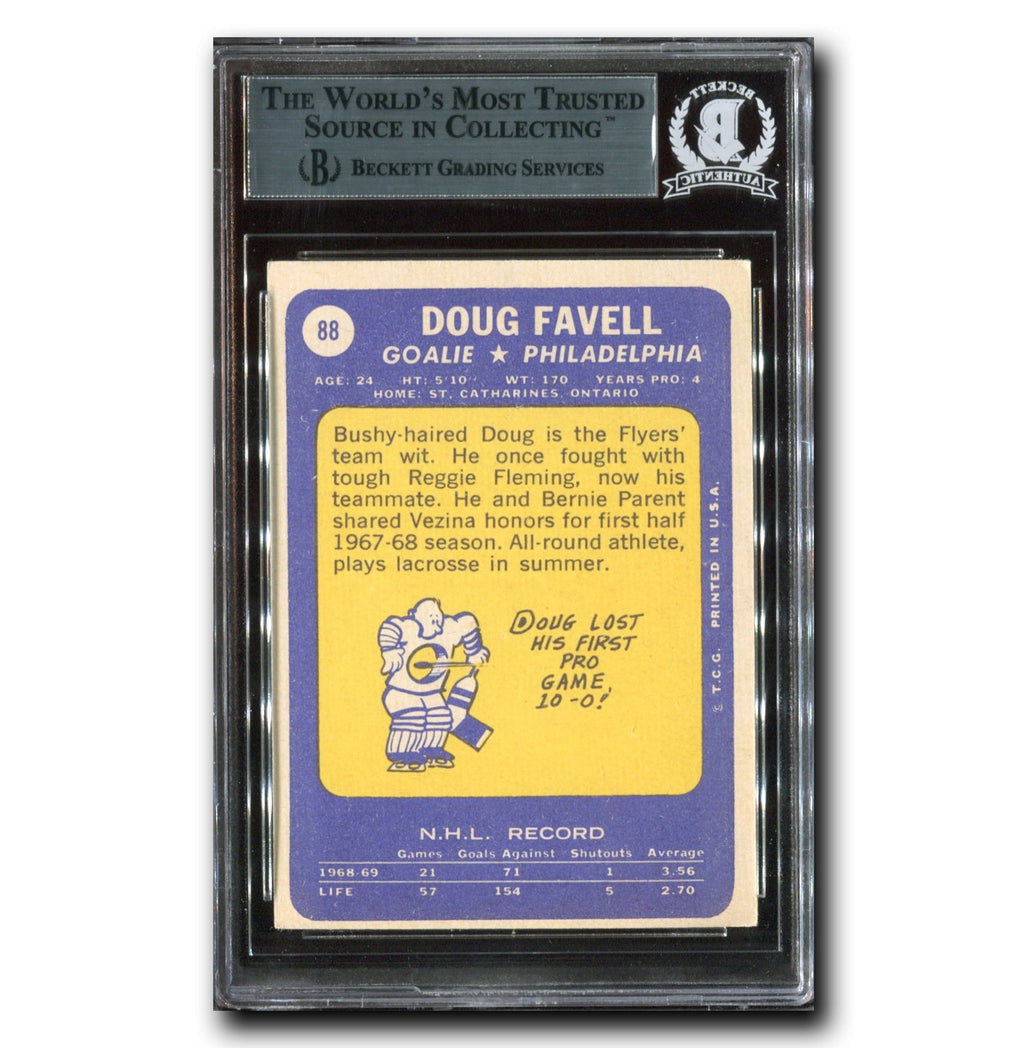 THE WORLD'S MOST TRUSTED
SOURCE IN COLLECTING™
B BECKETT GRADING SERVICES
BECKETT
B
AUTHENTIC
88
DOUG FAVELL
GOALIE ★ PHILADELPHIA
AGE: 24 HT: 5'10" WT: 170 YEARS PRO: 4
HOME: ST. CATHARINES, ONTARIO
Bushy-haired Doug is the Flyers'
team wit. He once fought with
tough Reggie Fleming, now his
teammate. He and Bernie Parent
shared Vezina honors for first half
1967-68 season. All-round athlete,
plays lacrosse in summer.
DOUG LOST
HIS FIRST
PRO
GAME,
10-0!
© T.C.G. PRINTED IN U.S.A.
N.H.L. RECORD
Games Goals Against Shutouts Average
1968-69 21 71 1 3.56
LIFE 57 154 5 2.70